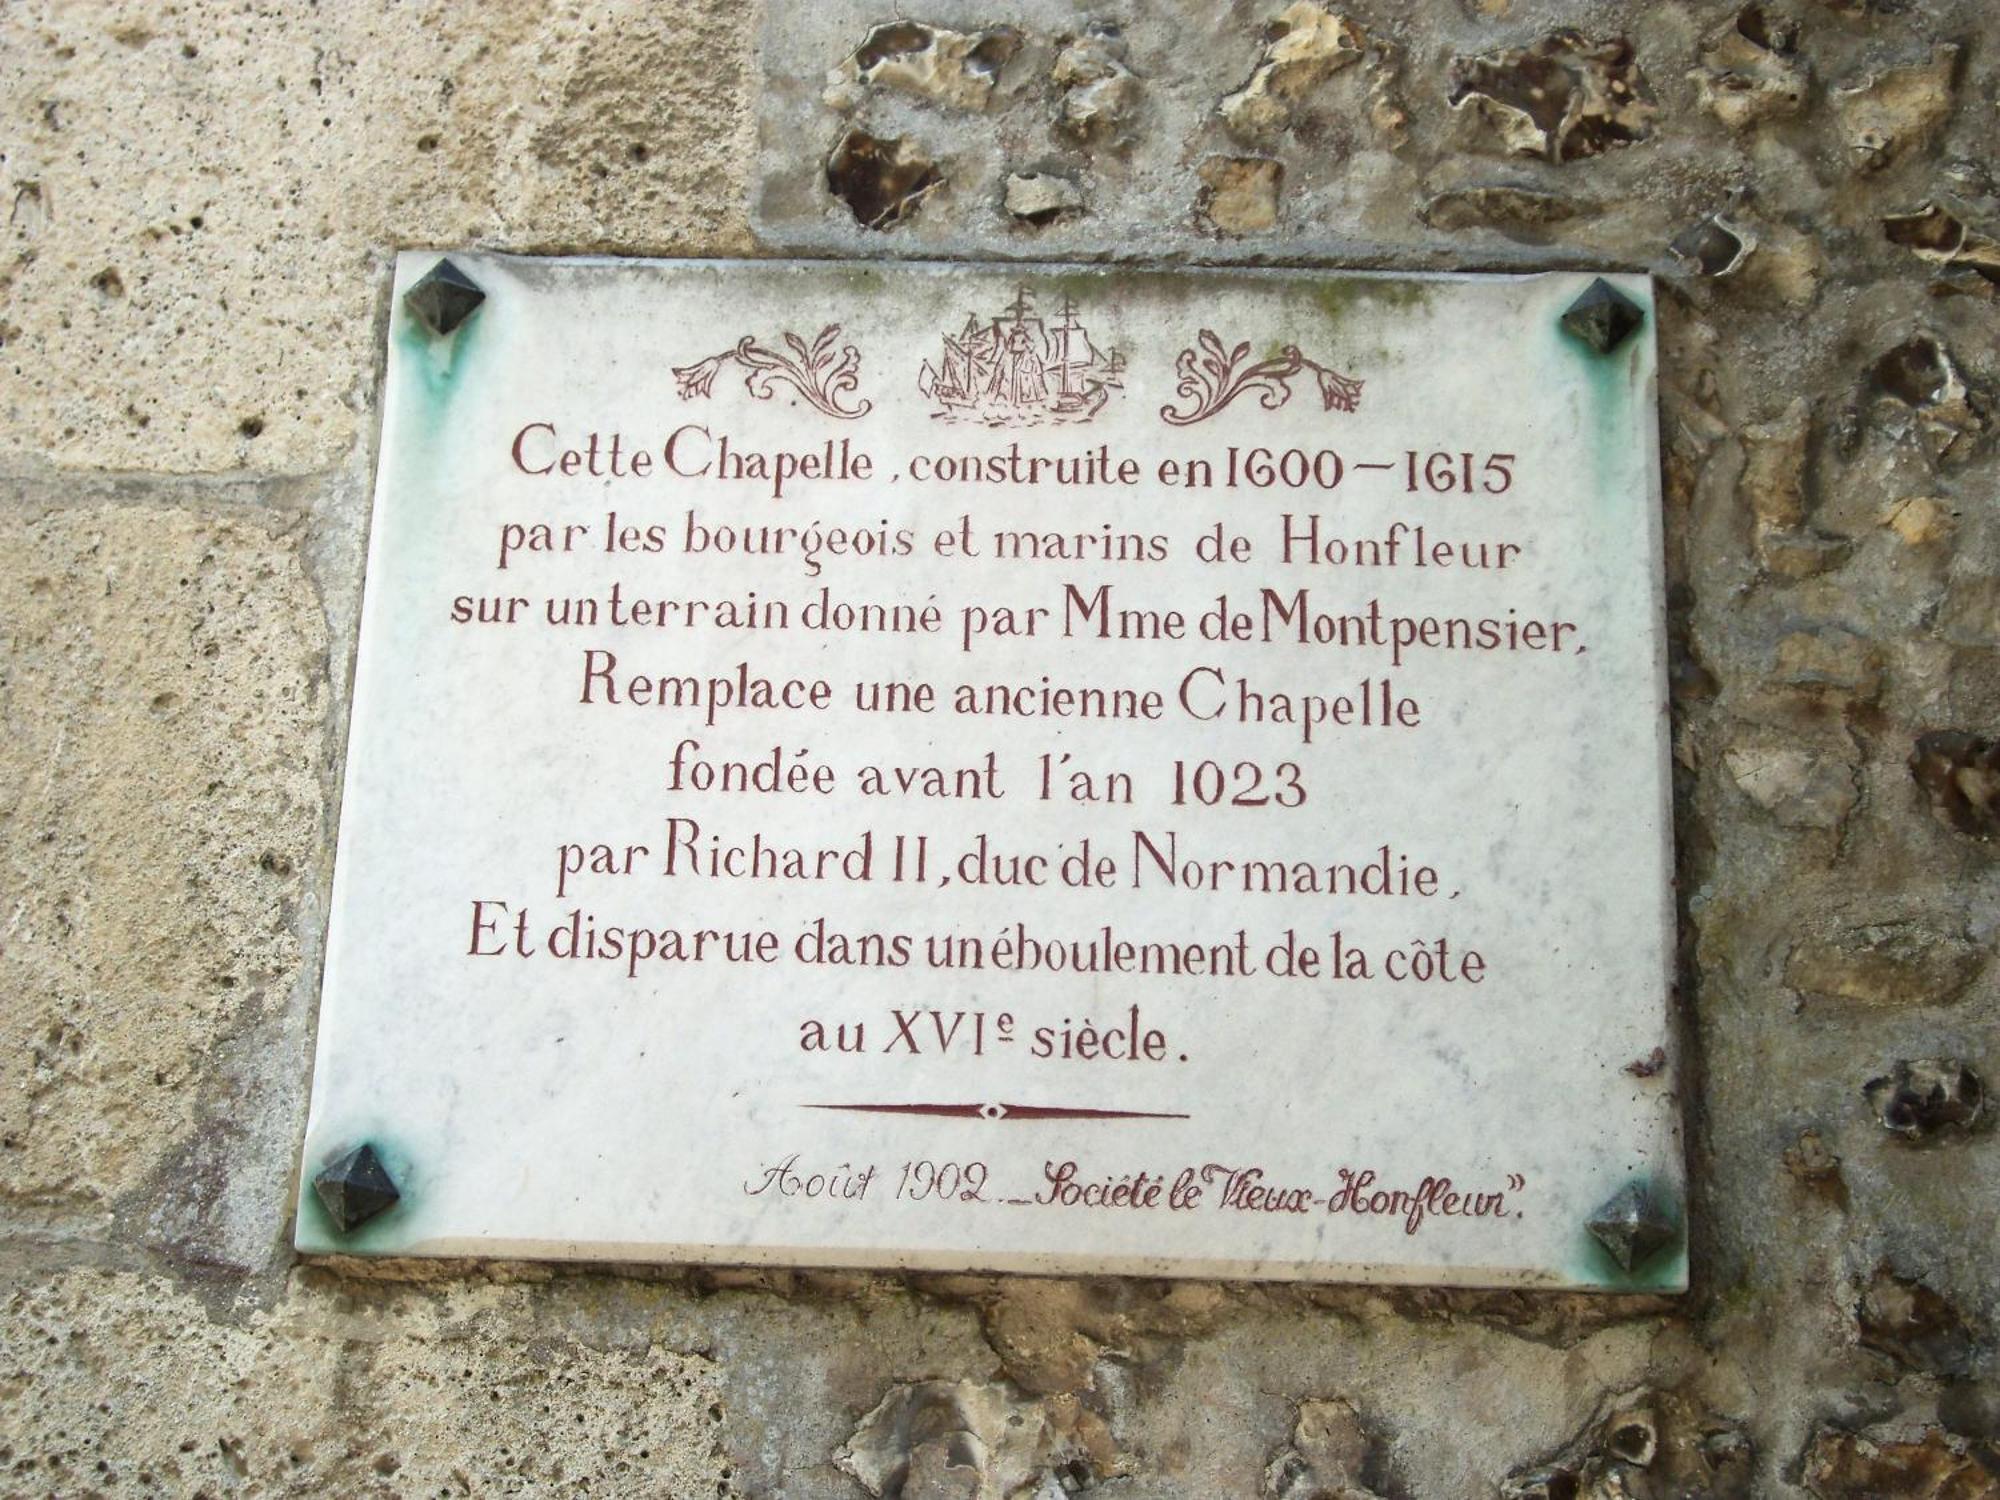 Cette Chapelle, construite en 1600-1615
par les bourgeois et marins de Honfleur
sur un terrain donné par Mme de Montpensier,
Remplace une ancienne Chapelle
fondée avant l'an 1023
par Richard II, duc de Normandie,
Et disparue dans un éboulement de la côte
au XVIe siècle.
Août 1902 - Société le "Vieux-Honfleur".